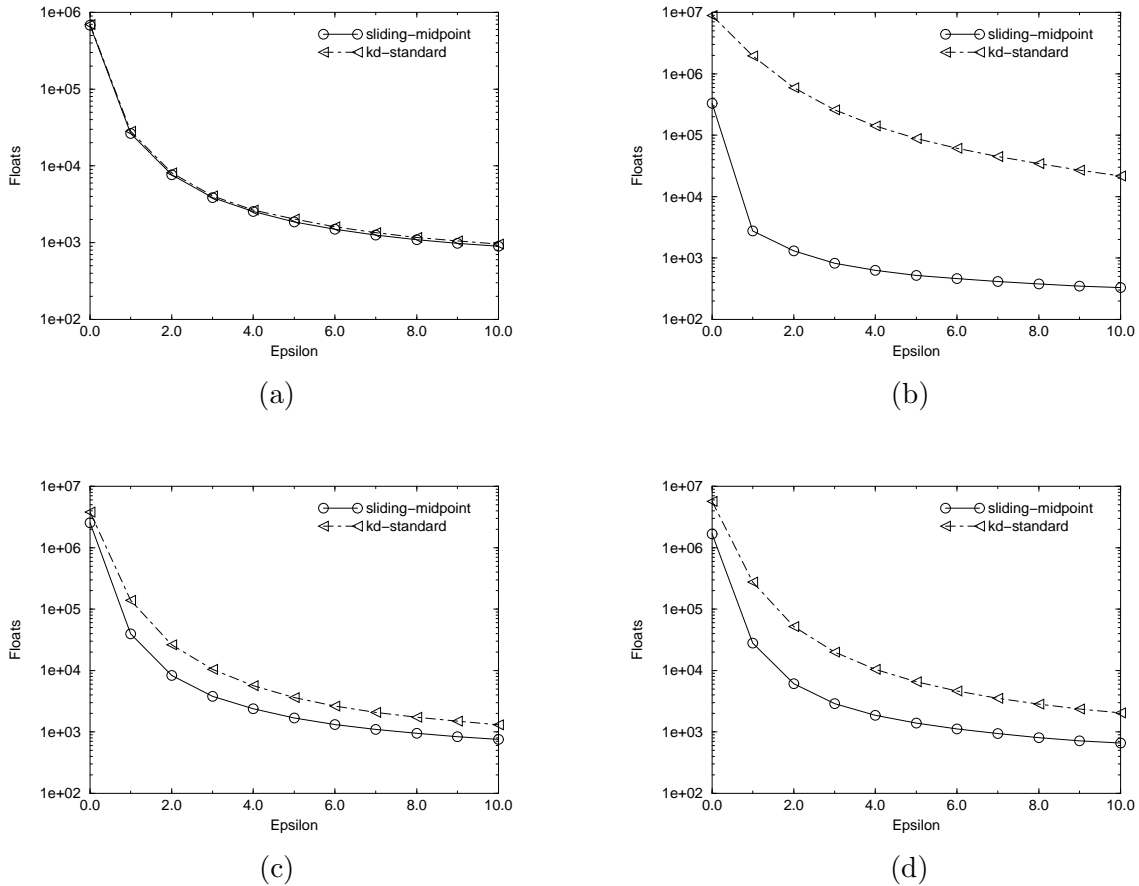 1e+06
1e+05
1e+04
1e+03
1e+02
Floats
0.0 2.0 4.0 6.0 8.0 10.0
Epsilon
sliding−midpoint
kd−standard
(a)
1e+07
1e+06
1e+05
1e+04
1e+03
1e+02
Floats
0.0 2.0 4.0 6.0 8.0 10.0
Epsilon
sliding−midpoint
kd−standard
(b)
1e+07
1e+06
1e+05
1e+04
1e+03
1e+02
Floats
0.0 2.0 4.0 6.0 8.0 10.0
Epsilon
sliding−midpoint
kd−standard
(c)
1e+07
1e+06
1e+05
1e+04
1e+03
1e+02
Floats
0.0 2.0 4.0 6.0 8.0 10.0
Epsilon
sliding−midpoint
kd−standard
(d)